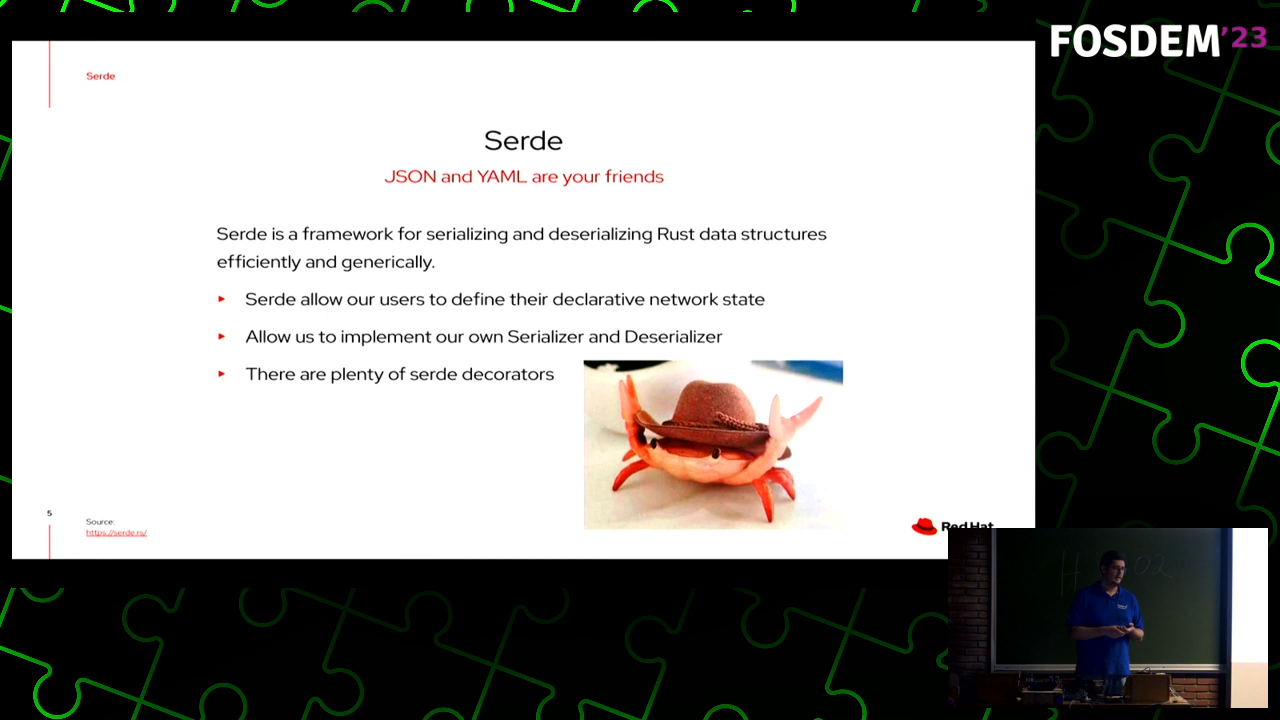 FOSDEM'23
Serde
Serde
JSON and YAML are your friends
Serde is a framework for serializing and deserializing Rust data structures
efficiently and generically.
Serde allow our users to define their declarative network state
Allow us to implement our own Serializer and Deserializer
There are plenty of serde decorators
5
Source:
https://serde.rs/
Red Hat